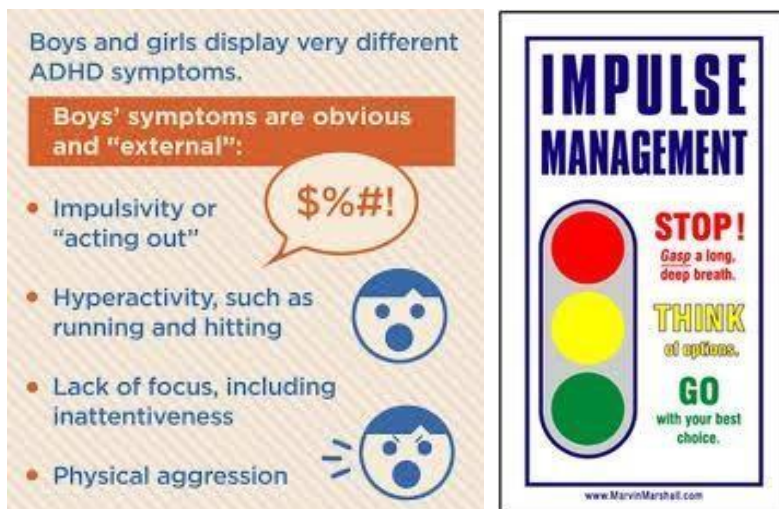 Boys and girls display very different
ADHD symptoms.
Boys' symptoms are obvious
and “external”:
$%#!
• Impulsivity or
“acting out”
• Hyperactivity, such as
running and hitting
• Lack of focus, including
inattentiveness
• Physical aggression
IMPULSE
MANAGEMENT
STOP!
Gasp a long,
deep breath.
THINK
of options.
GO
with your best
choice.
www.MarvinMarshall.com